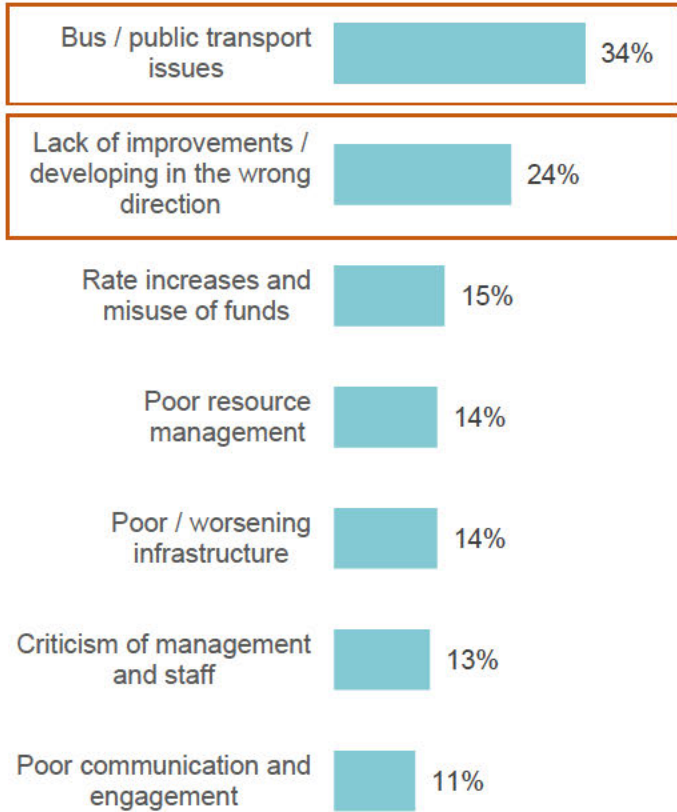 Bus / public transport
issues
34%
Lack of improvements /
developing in the wrong
direction
24%
Rate increases and
misuse of funds
15%
Poor resource
management
14%
Poor / worsening
infrastructure
14%
Criticism of management
and staff
13%
Poor communication and
engagement
11%